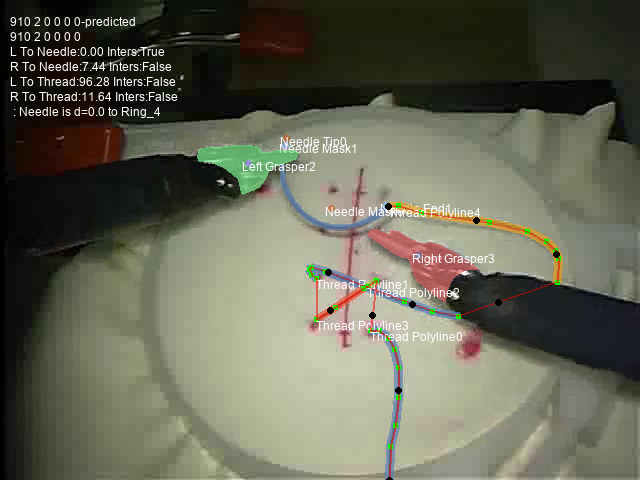 910 2 0 0 0 0-predicted
910 2 0 0 0 0
L To Needle:0.00 Inters:True
R To Needle:7.44 Inters:False
L To Thread:96.28 Inters:False
R To Thread:11.64 Inters:False
: Needle is d=0.0 to Ring_4
Needle Tip0
Needle Mask1
Left Grasper2
Needle
Thread Polyline4
Right Grasper3
Thread Polyline1
Thread Polyline2
Thread Polyline3
Thread Polyline0